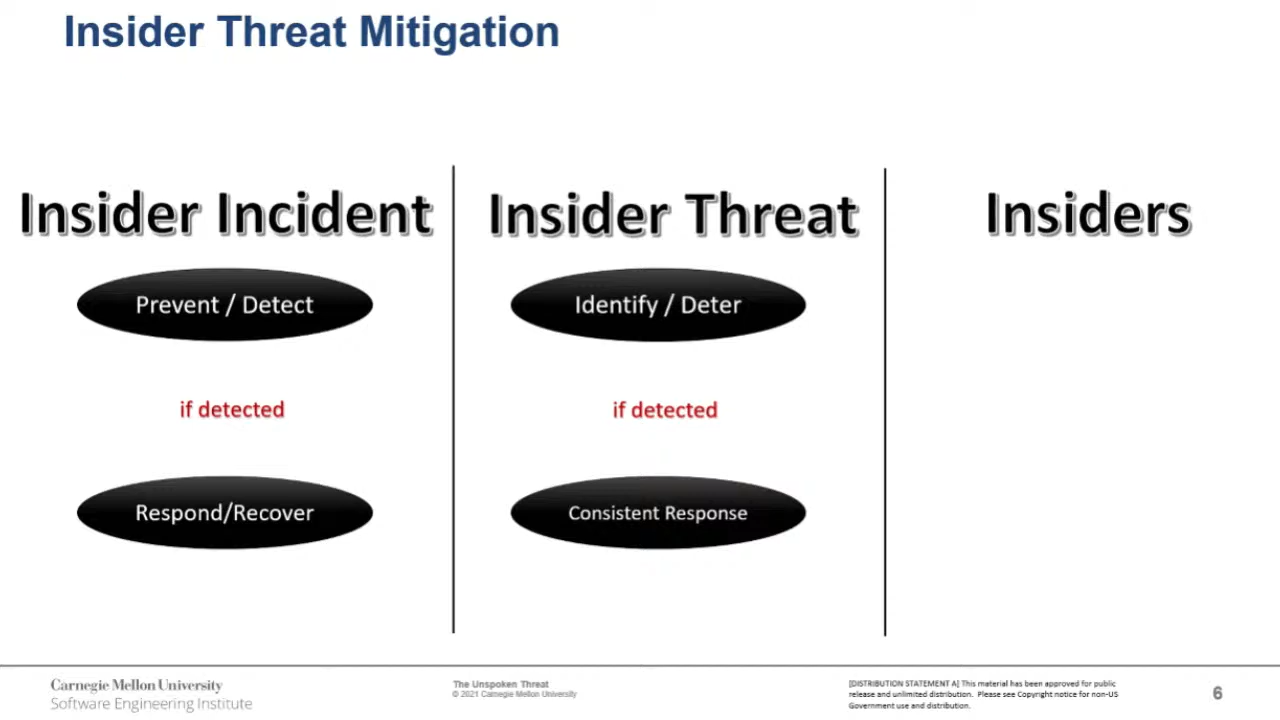 Insider Threat Mitigation
Insider Incident
Prevent / Detect
if detected
Respond/Recover
Insider Threat
Identify / Deter
if detected
Consistent Response
Insiders
Carnegie Mellon University
Software Engineering Institute
The Unspoken Threat
© 2021 Carnegie Mellon University
[DISTRIBUTION STATEMENT A] This material has been approved for public
release and unlimited distribution. Please see Copyright notice for non-US
Government use and distribution.
6